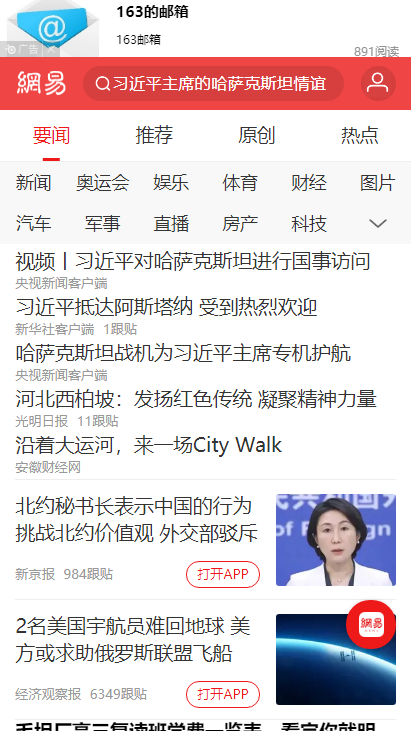 163的邮箱
163邮箱
广告
891阅读
網易
习近平主席的哈萨克斯坦情谊
要闻 推荐 原创 热点
新闻 奥运会 娱乐 体育 财经 图片
汽车 军事 直播 房产 科技
视频丨习近平对哈萨克斯坦进行国事访问
央视新闻客户端
习近平抵达阿斯塔纳 受到热烈欢迎
新华社客户端 1跟贴
哈萨克斯坦战机为习近平主席专机护航
央视新闻客户端
河北西柏坡：发扬红色传统 凝聚精神力量
光明日报 11跟贴
沿着大运河，来一场City Walk
安徽财经网
北约秘书长表示中国的行为
挑战北约价值观 外交部驳斥
新京报 984跟贴
打开APP
2名美国宇航员难回地球 美
方或求助俄罗斯联盟飞船
網易
经济观察报 6349跟贴
打开APP